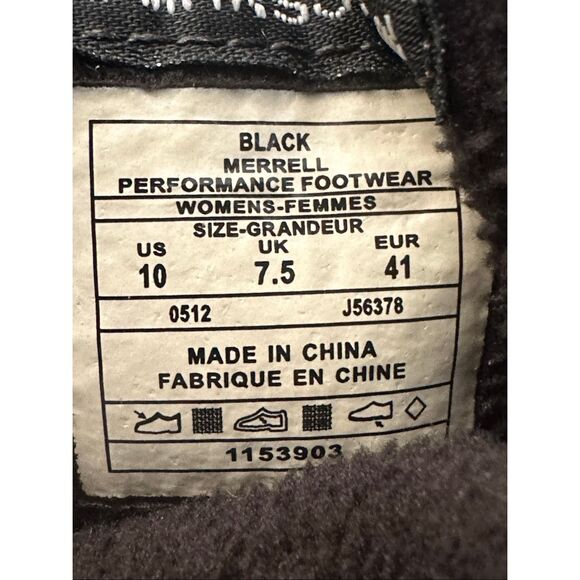 BLACK
MERRELL
PERFORMANCE FOOTWEAR
WOMENS-FEMMES
SIZE-GRANDEUR
US UK EUR
10 7.5 41
0512 J56378
MADE IN CHINA
FABRIQUE EN CHINE
1153903